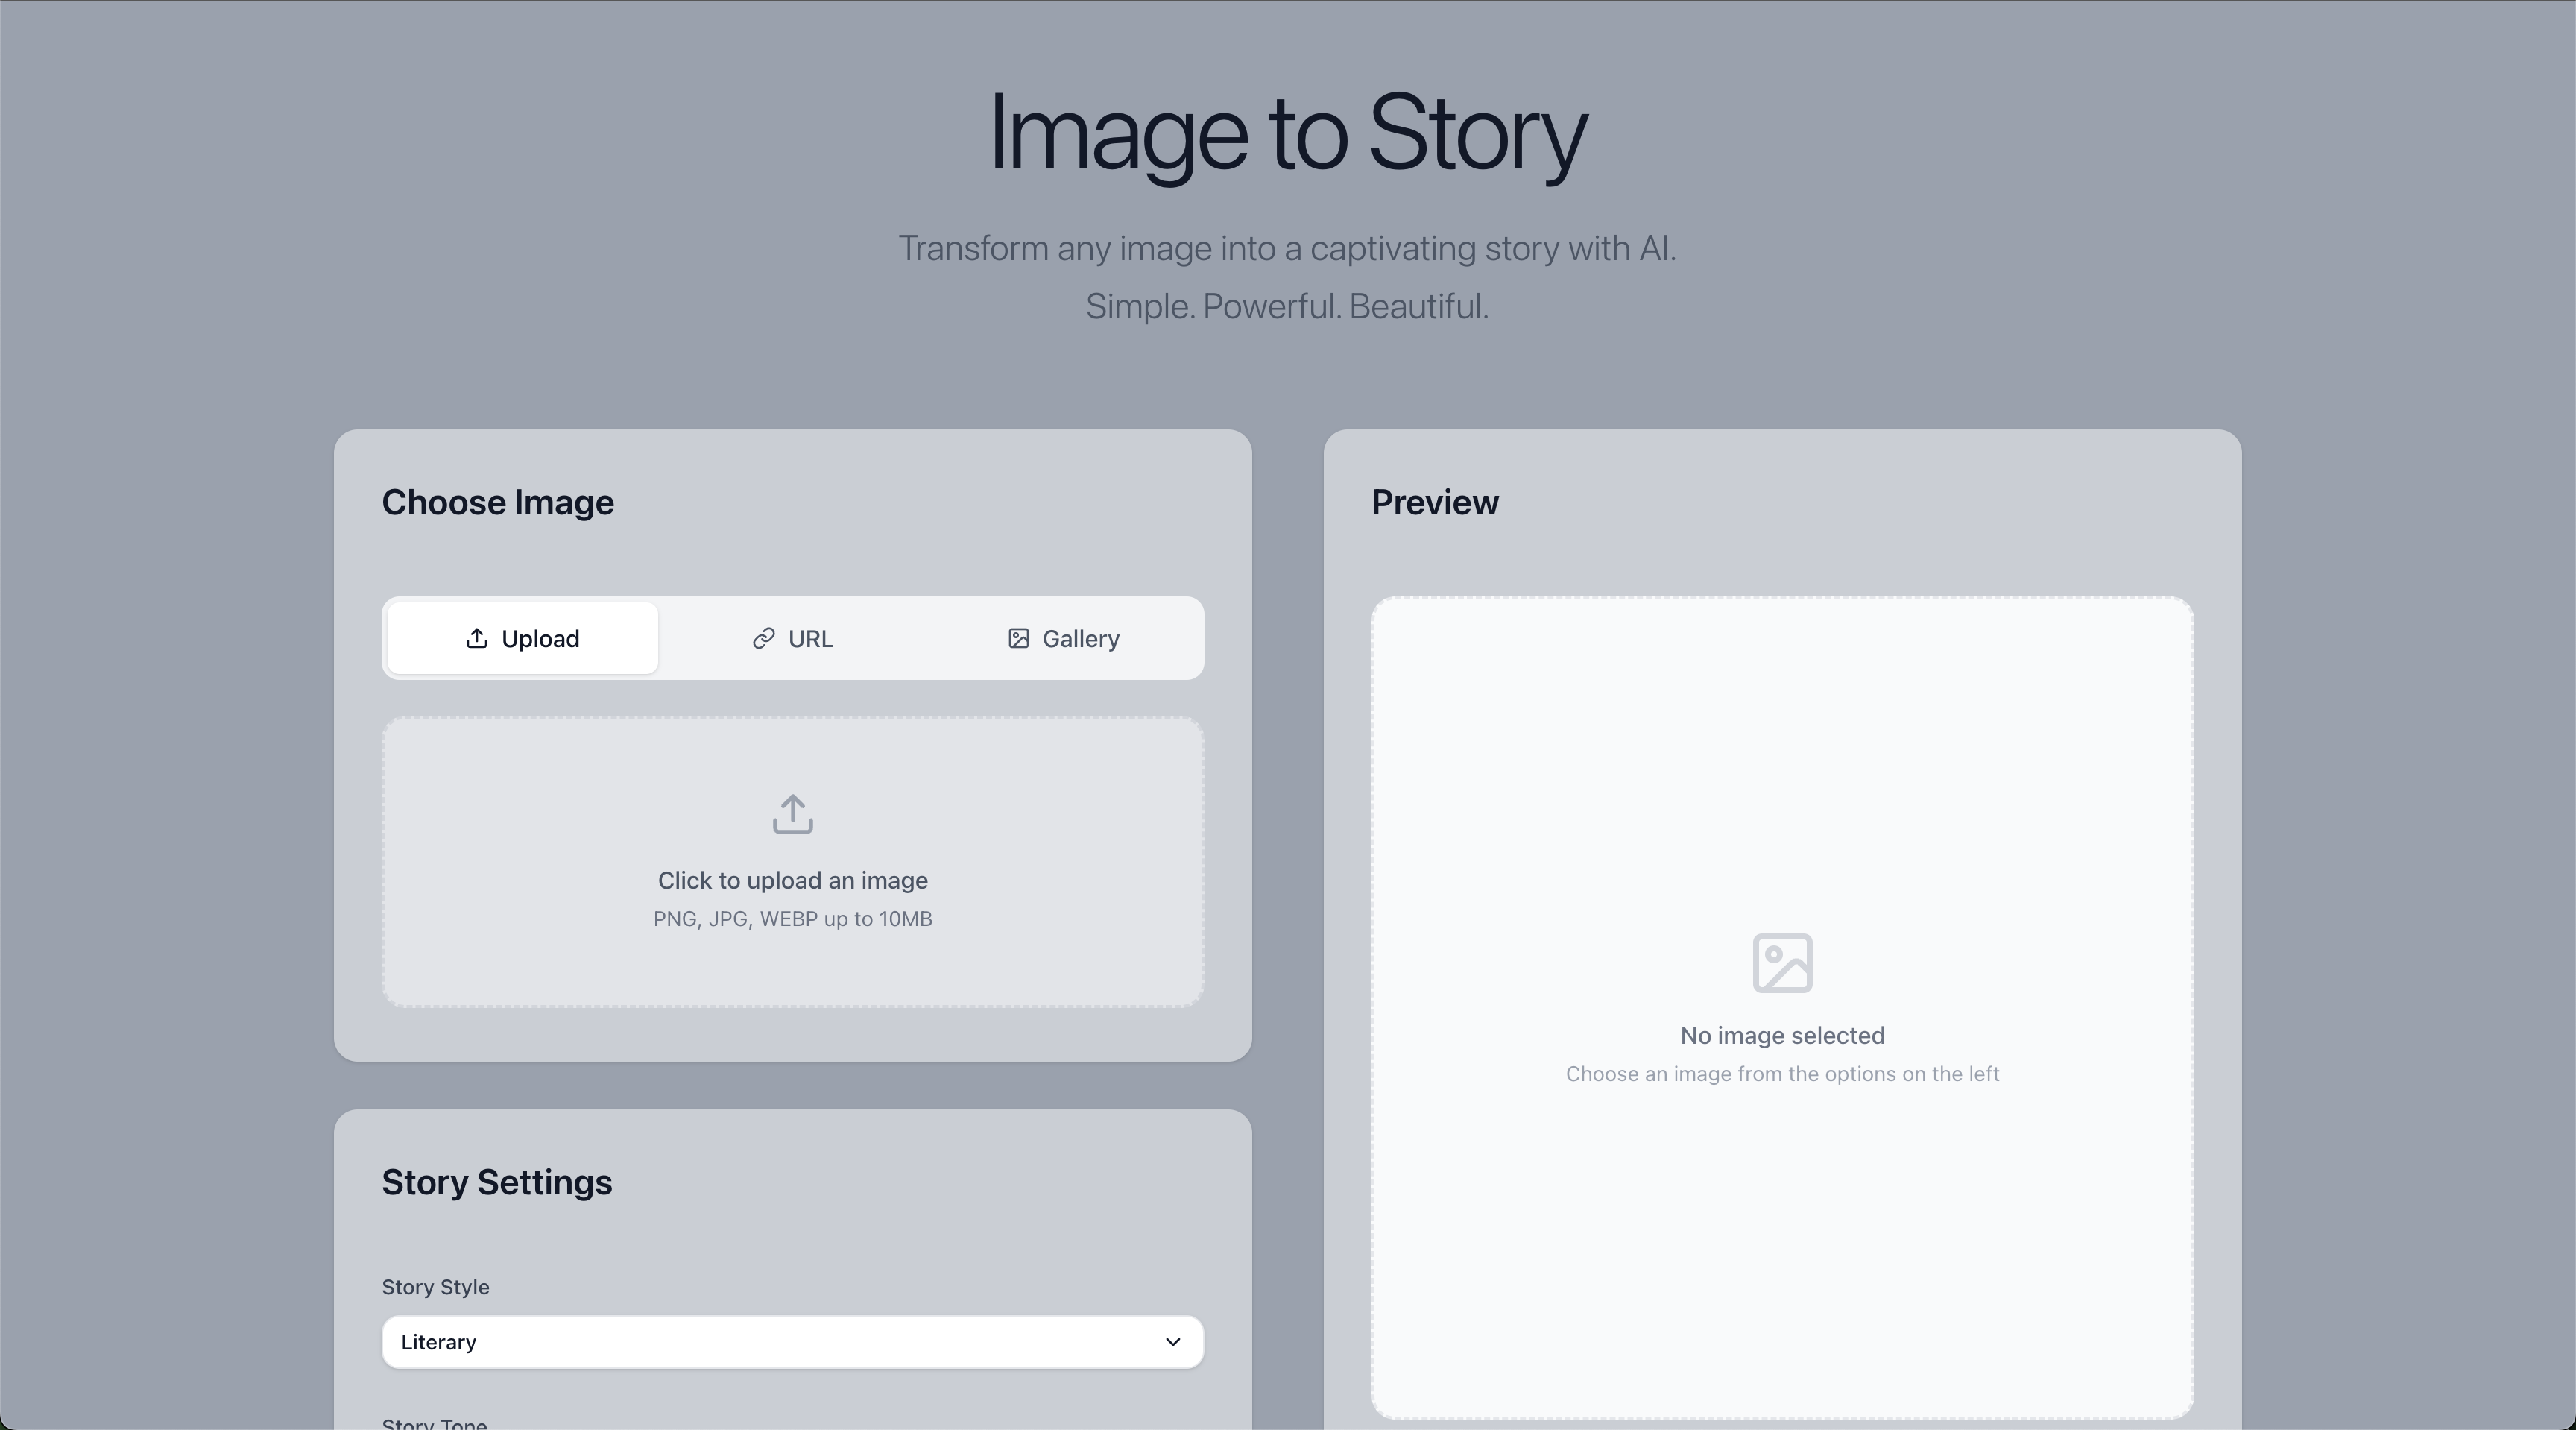 Image to Story
Transform any image into a captivating story with AI.
Simple. Powerful. Beautiful.
Choose Image
Upload
URL
Gallery
Click to upload an image
PNG, JPG, WEBP up to 10MB
Story Settings
Story Style
Literary
Story Tone
Preview
No image selected
Choose an image from the options on the left